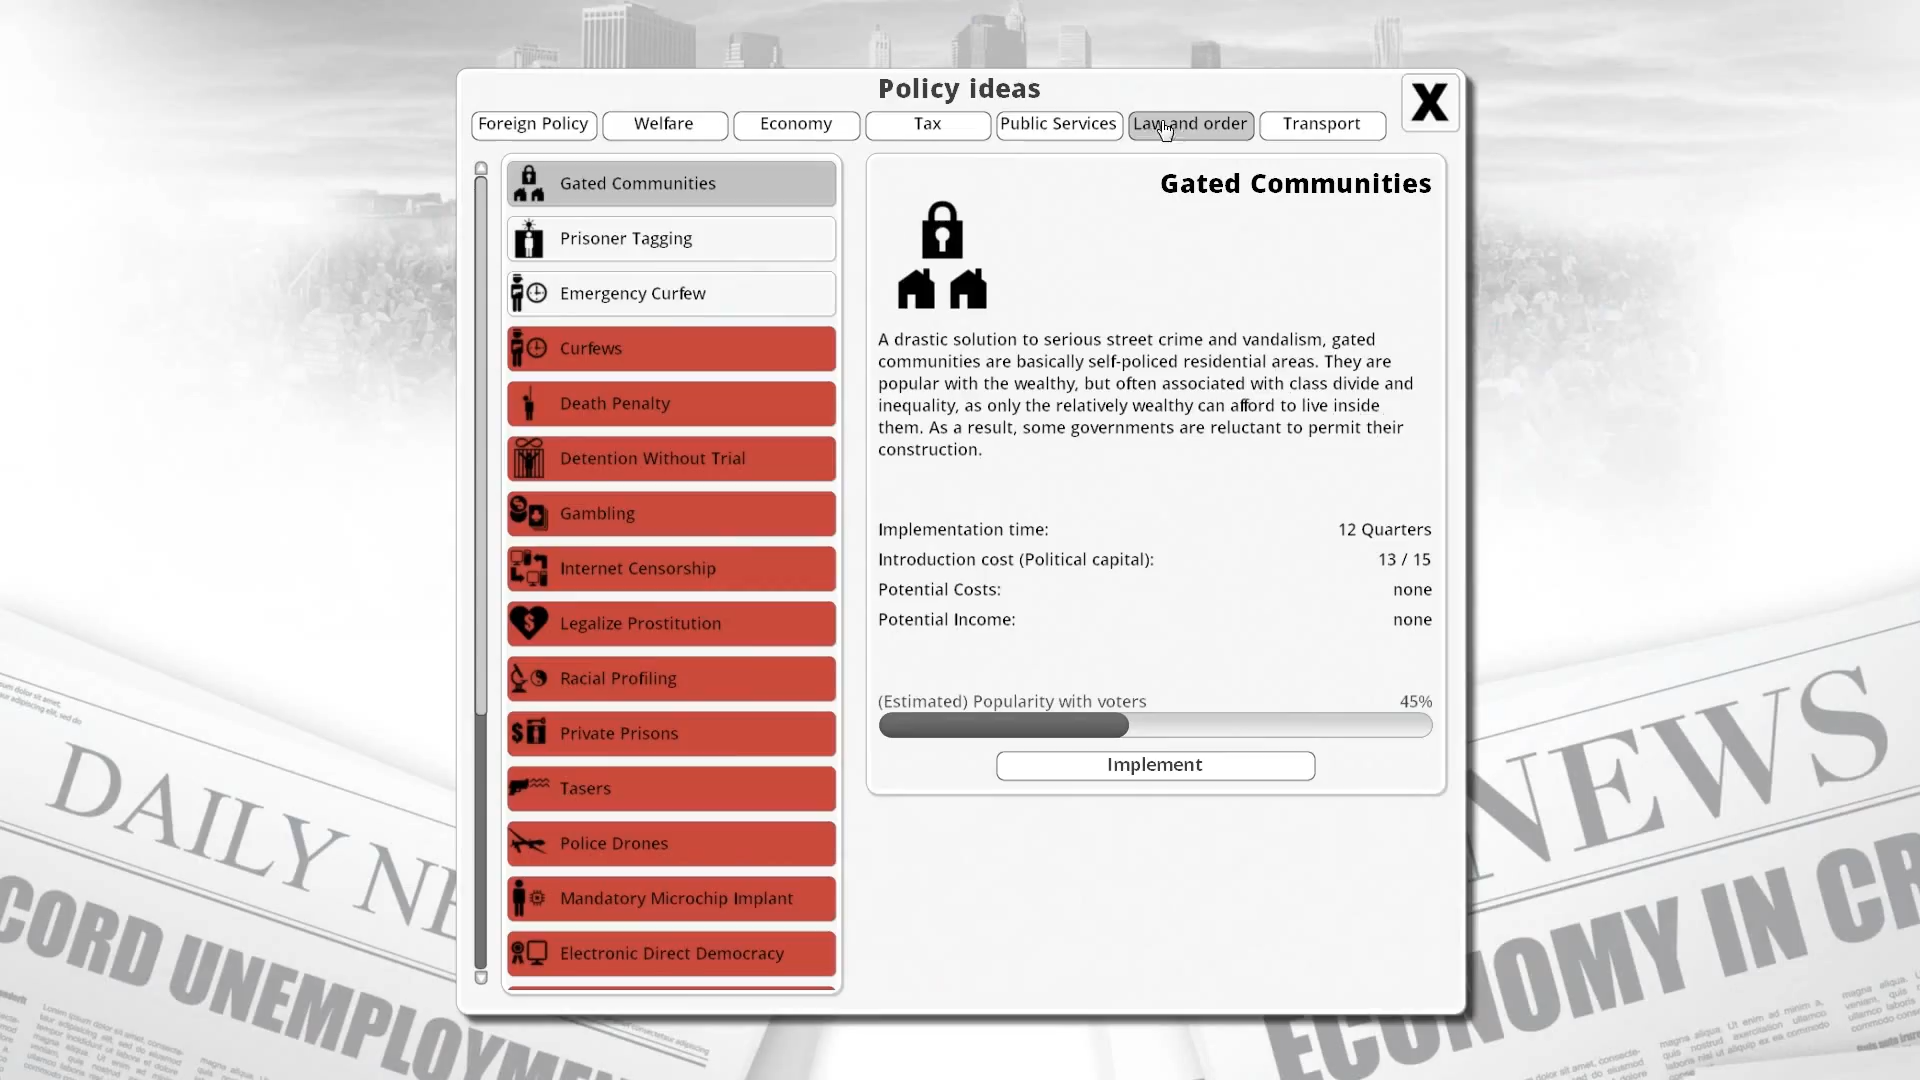 Policy ideas
X
Foreign Policy
Welfare
Economy
Tax
Public Services
Law and order
Transport
Gated Communities
Prisoner Tagging
Emergency Curfew
Curfews
Death Penalty
Detention Without Trial
Gambling
Internet Censorship
Legalize Prostitution
Racial Profiling
Private Prisons
Tasers
Police Drones
Mandatory Microchip Implant
Electronic Direct Democracy
Gated Communities
A drastic solution to serious street crime and vandalism, gated
communities are basically self-policed residential areas. They are
popular with the wealthy, but often associated with class divide and
inequality, as only the relatively wealthy can afford to live inside
them. As a result, some governments are reluctant to permit their
construction.
Implementation time: 12 Quarters
Introduction cost (Political capital): 13 / 15
Potential Costs: none
Potential Income: none
(Estimated) Popularity with voters 45%
Implement
DAILY NE
CORD UNEMPLOYME
NEWS
ECONOMY IN CR